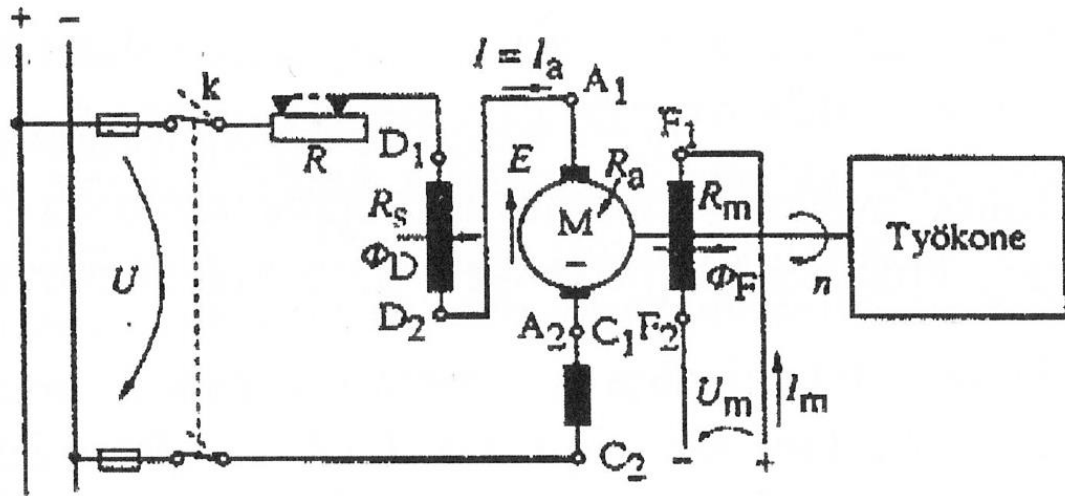 + −
I = Ia
A1
k
R
D1
E
Ra
F1
Rs
Rm
M
−
ΦD
ΦF
n
Työkone
U
D2
A2 C1 F2
Um
Im
− +
C2